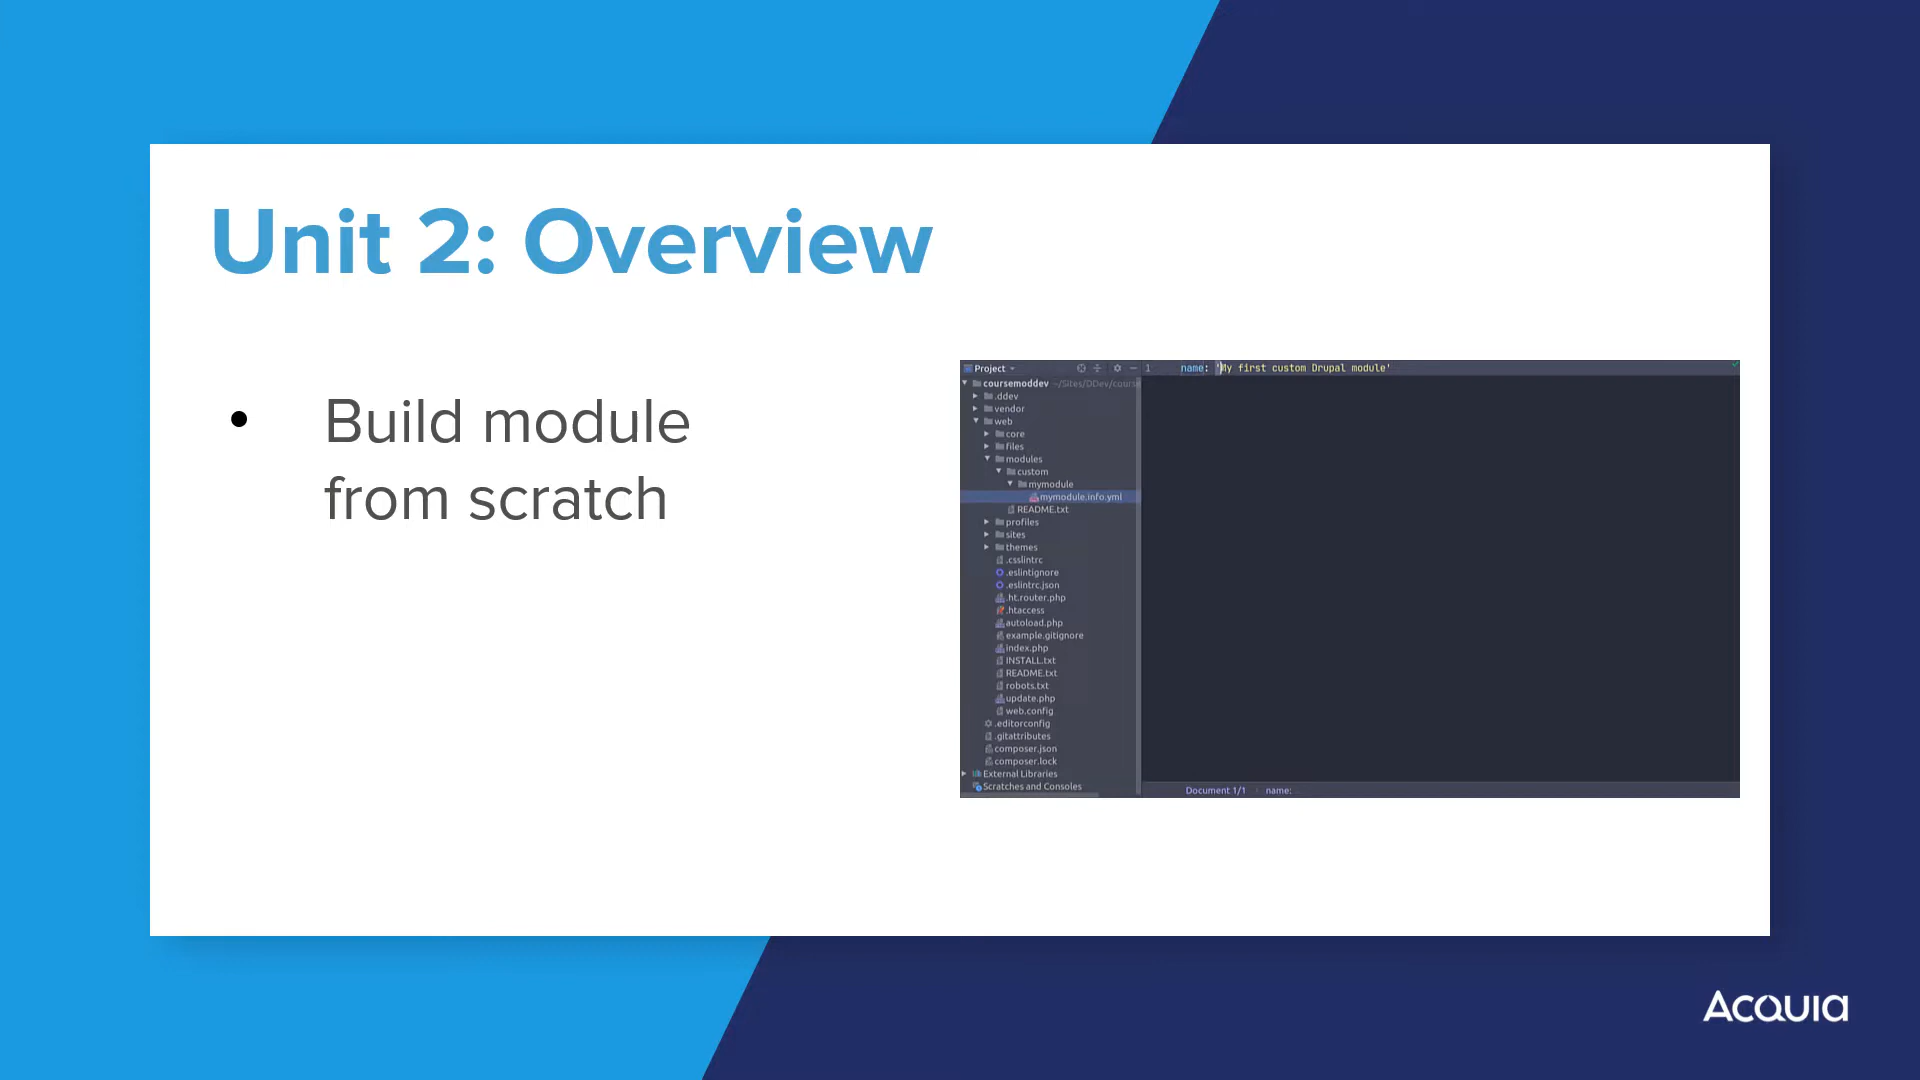 Unit 2: Overview
• Build module
from scratch
Project
coursemoddev ~/Sites/DDev/cours
.ddev
vendor
web
core
files
modules
custom
mymodule
mymodule.info.yml
README.txt
profiles
sites
themes
.csslintrc
.eslintignore
.eslintrc.json
.ht.router.php
.htaccess
autoload.php
example.gitignore
index.php
INSTALL.txt
README.txt
robots.txt
update.php
web.config
.editorconfig
.gitattributes
composer.json
composer.lock
External Libraries
Scratches and Consoles
1 name: 'My first custom Drupal module'
Document 1/1 › name:
ACQUIA